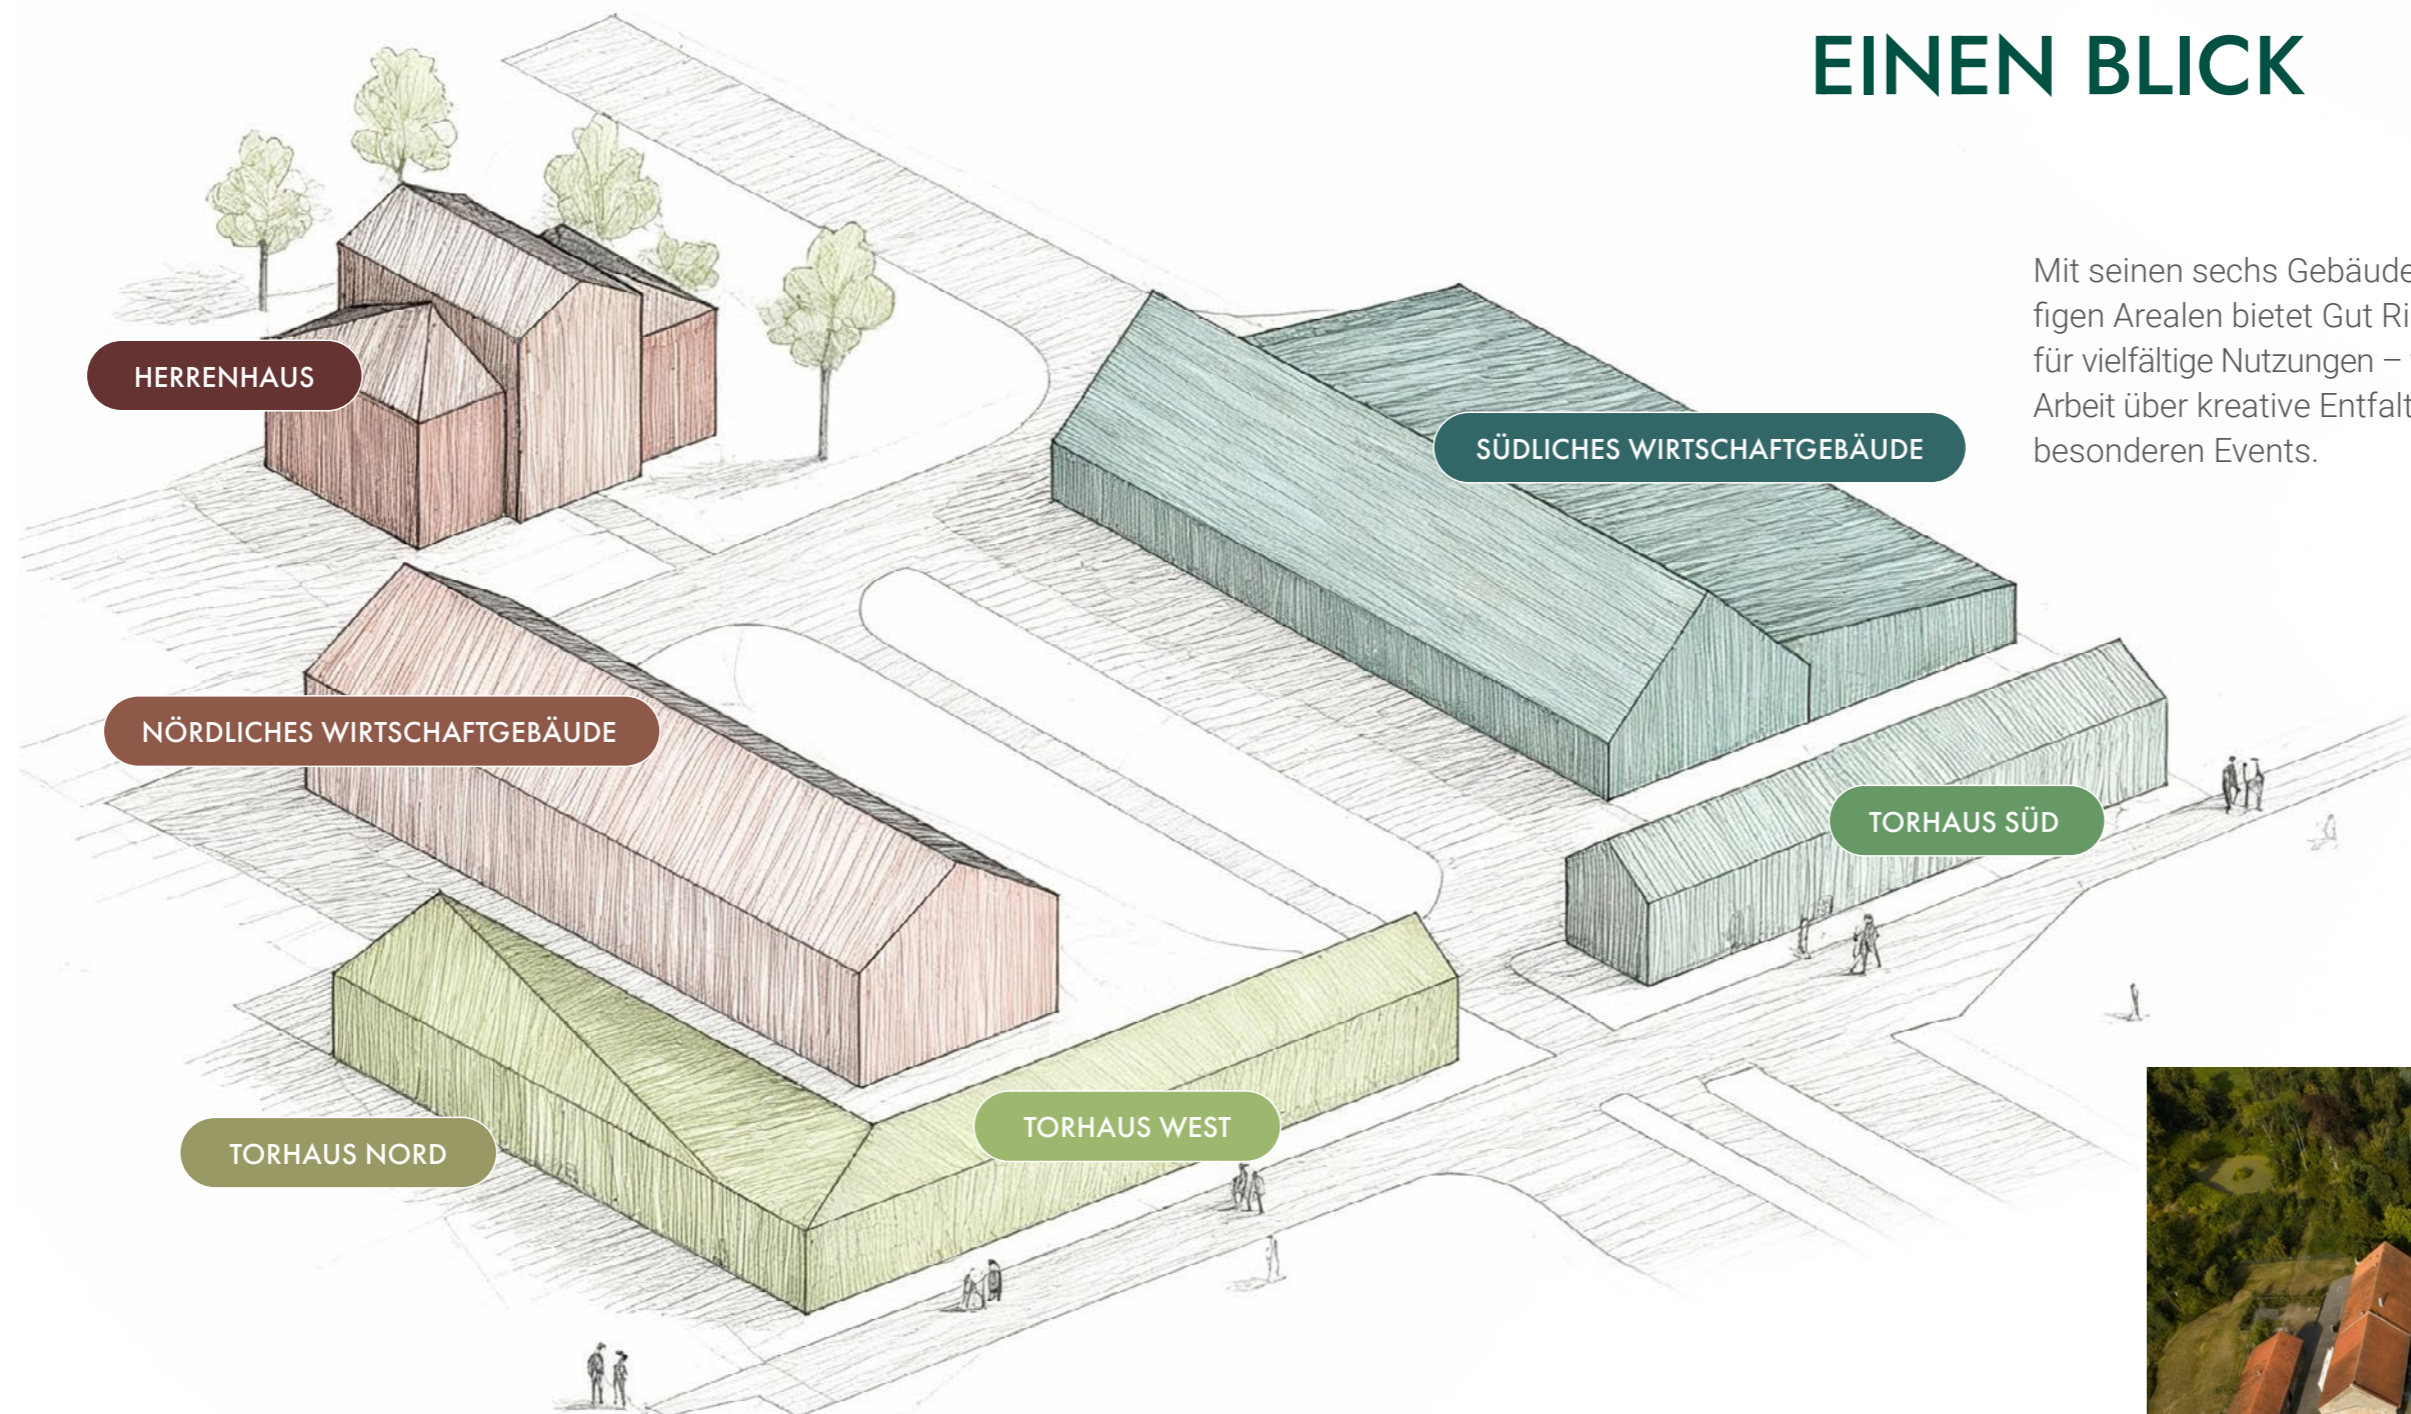 EINEN BLICK
Mit seinen sechs Gebäude
figen Arealen bietet Gut Ri
für vielfältige Nutzungen –
Arbeit über kreative Entfalt
besonderen Events.
HERRENHAUS
SÜDLICHES WIRTSCHAFTGEBÄUDE
NÖRDLICHES WIRTSCHAFTGEBÄUDE
TORHAUS SÜD
TORHAUS WEST
TORHAUS NORD